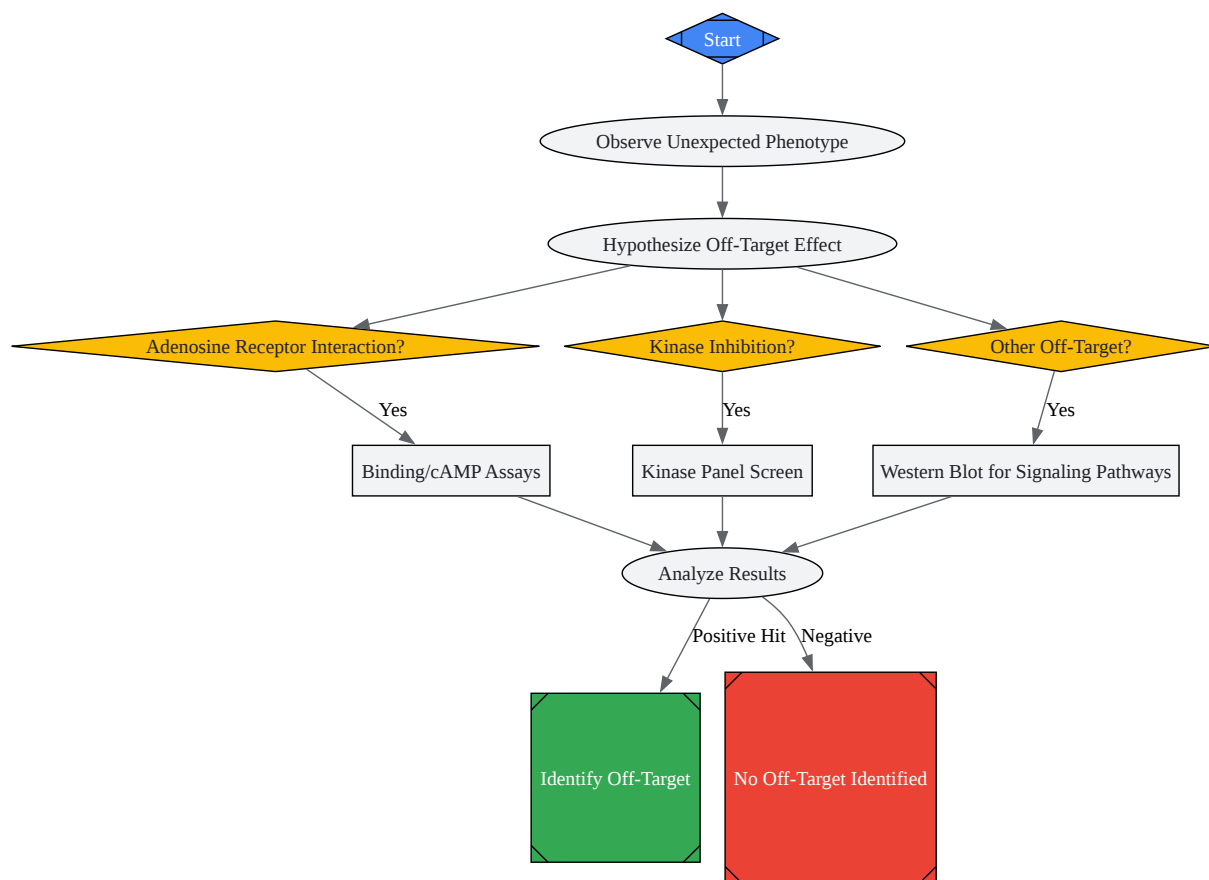 Start
Observe Unexpected Phenotype
Hypothesize Off-Target Effect
Adenosine Receptor Interaction?
Kinase Inhibition?
Other Off-Target?
Yes
Yes
Yes
Binding/cAMP Assays
Kinase Panel Screen
Western Blot for Signaling Pathways
Analyze Results
Positive Hit
Negative
Identify Off-Target
No Off-Target Identified